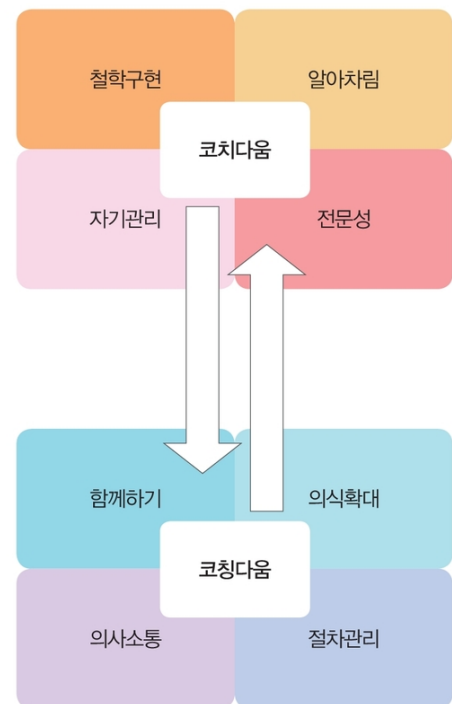 철학구현
알아차림
코치다움
자기관리
전문성
함께하기
의식확대
코칭다움
의사소통
절차관리